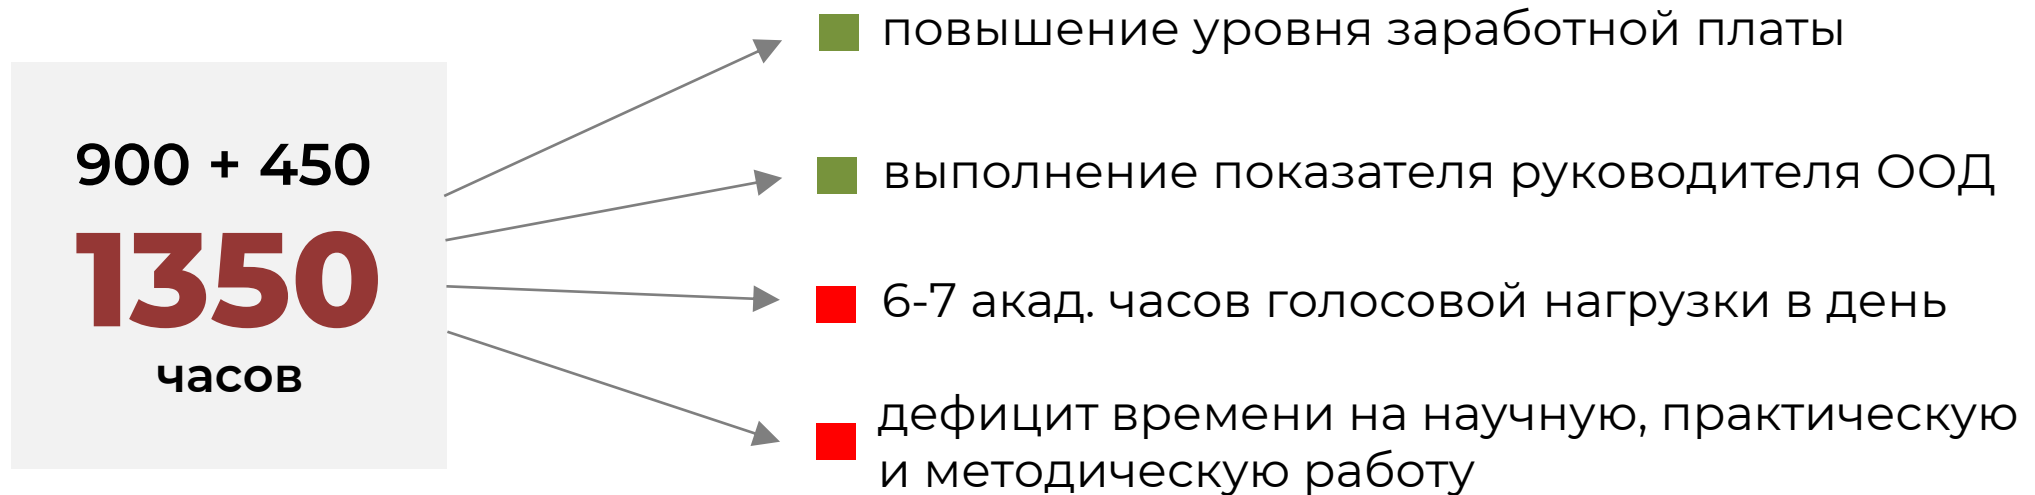 900 + 450
1350
часов
повышение уровня заработной платы
выполнение показателя руководителя ООД
6-7 акад. часов голосовой нагрузки в день
дефицит времени на научную, практическую
и методическую работу